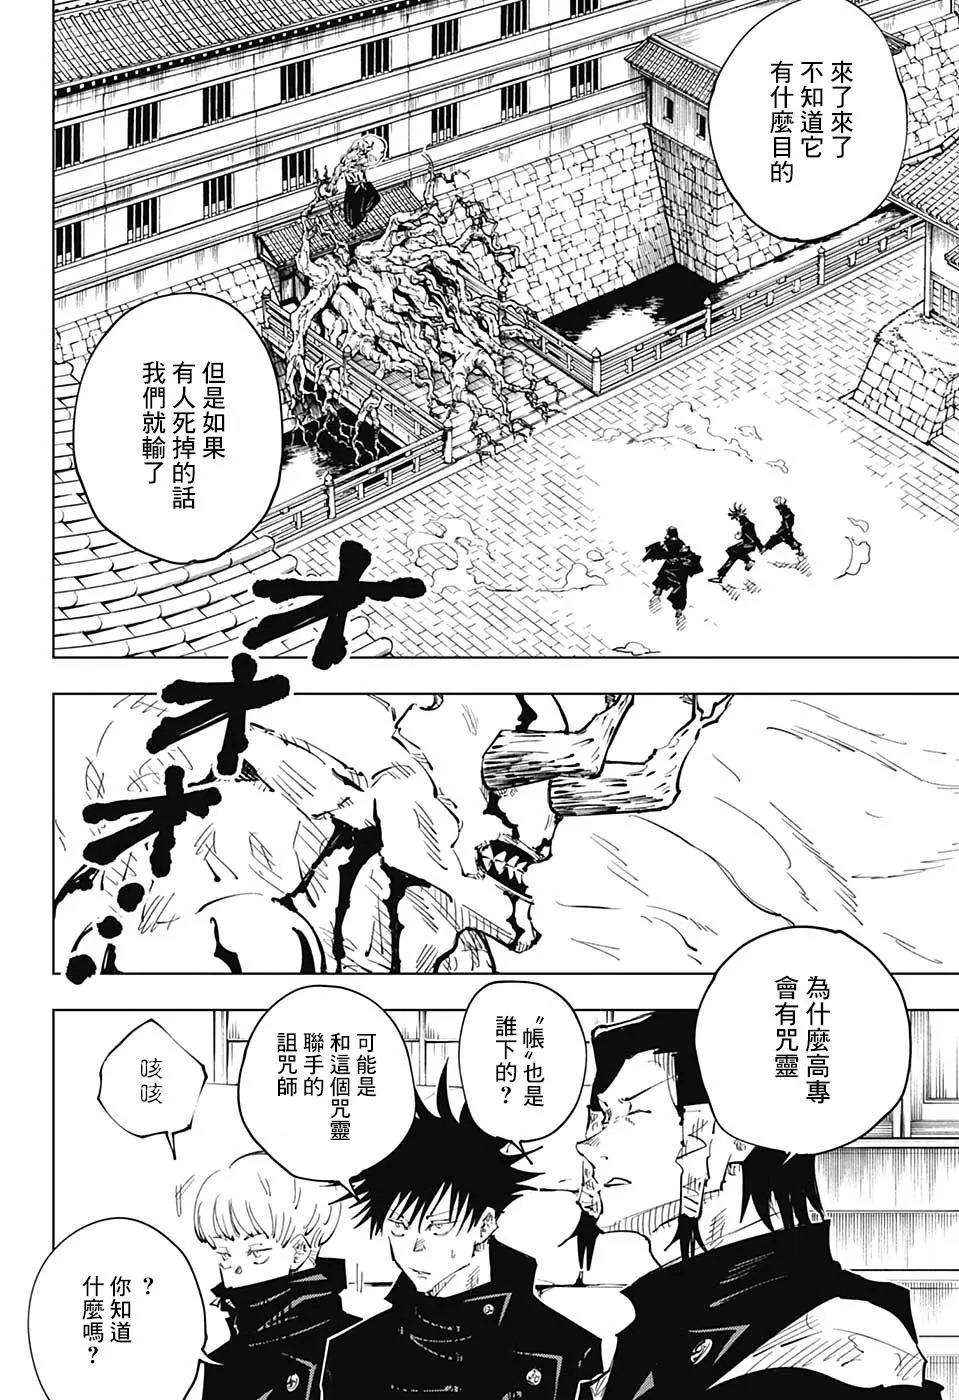 來了來了
不知道它
有什麼目的
但是如果
有人死掉的話
我們就輸了
オオオ…
為什麼高專
會有咒靈
〝帳〞也是
誰下的？
可能是
和這個咒靈
聯手的
詛咒師
咳咳
？
你知道
什麼嗎？